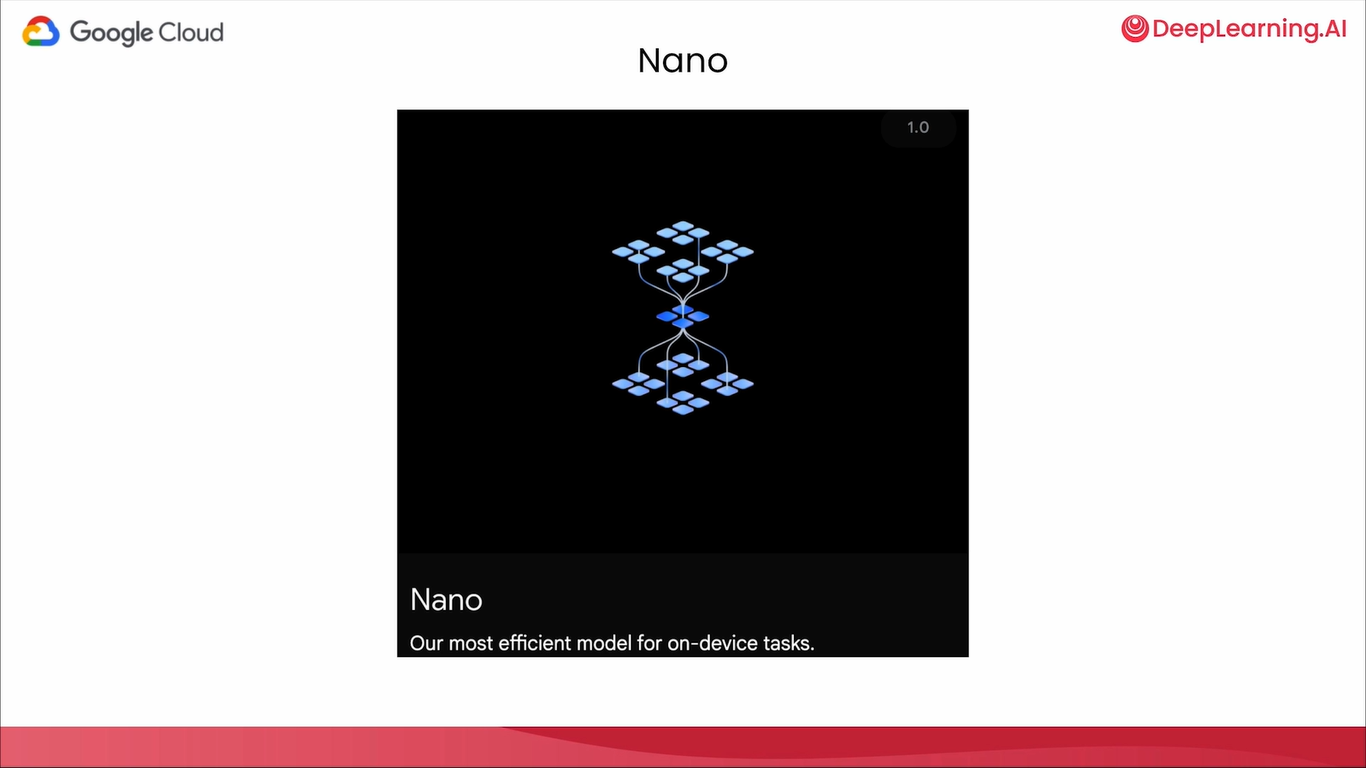 Google Cloud
DeepLearning.AI
Nano
1.0
Nano
Our most efficient model for on-device tasks.